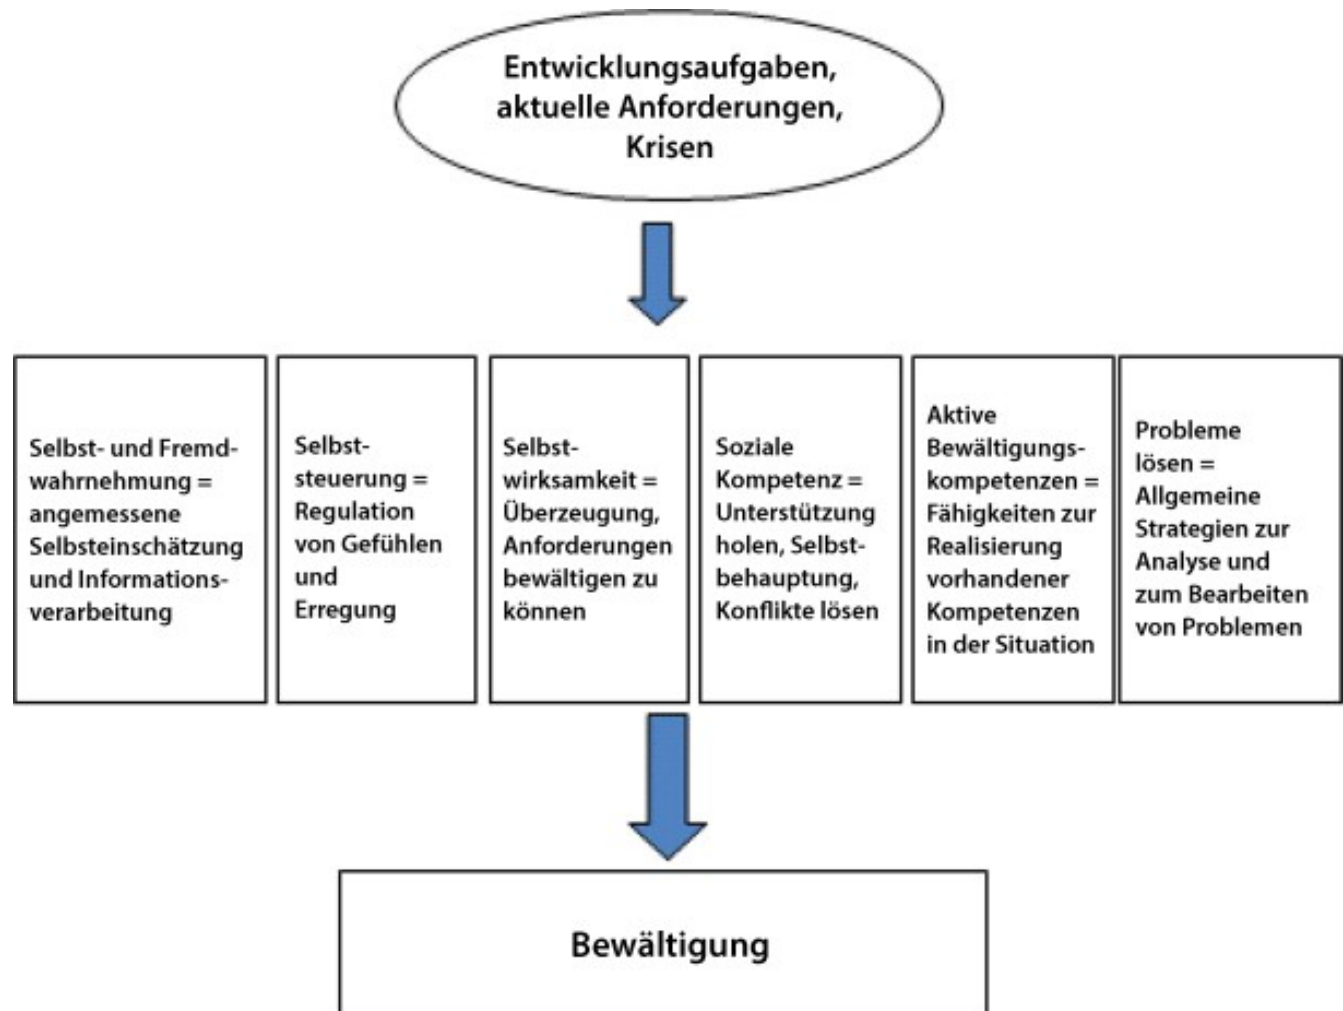 Entwicklungsaufgaben,
aktuelle Anforderungen,
Krisen
Selbst- und Fremd-
wahrnehmung =
angemessene
Selbsteinschätzung
und Informations-
verarbeitung
Selbst-
steuerung =
Regulation
von Gefühlen
und
Erregung
Selbst-
wirksamkeit =
Überzeugung,
Anforderungen
bewältigen zu
können
Soziale
Kompetenz =
Unterstützung
holen, Selbst-
behauptung,
Konflikte lösen
Aktive
Bewältigungs-
kompetenzen =
Fähigkeiten zur
Realisierung
vorhandener
Kompetenzen
in der Situation
Probleme
lösen =
Allgemeine
Strategien zur
Analyse und
zum Bearbeiten
von Problemen
Bewältigung